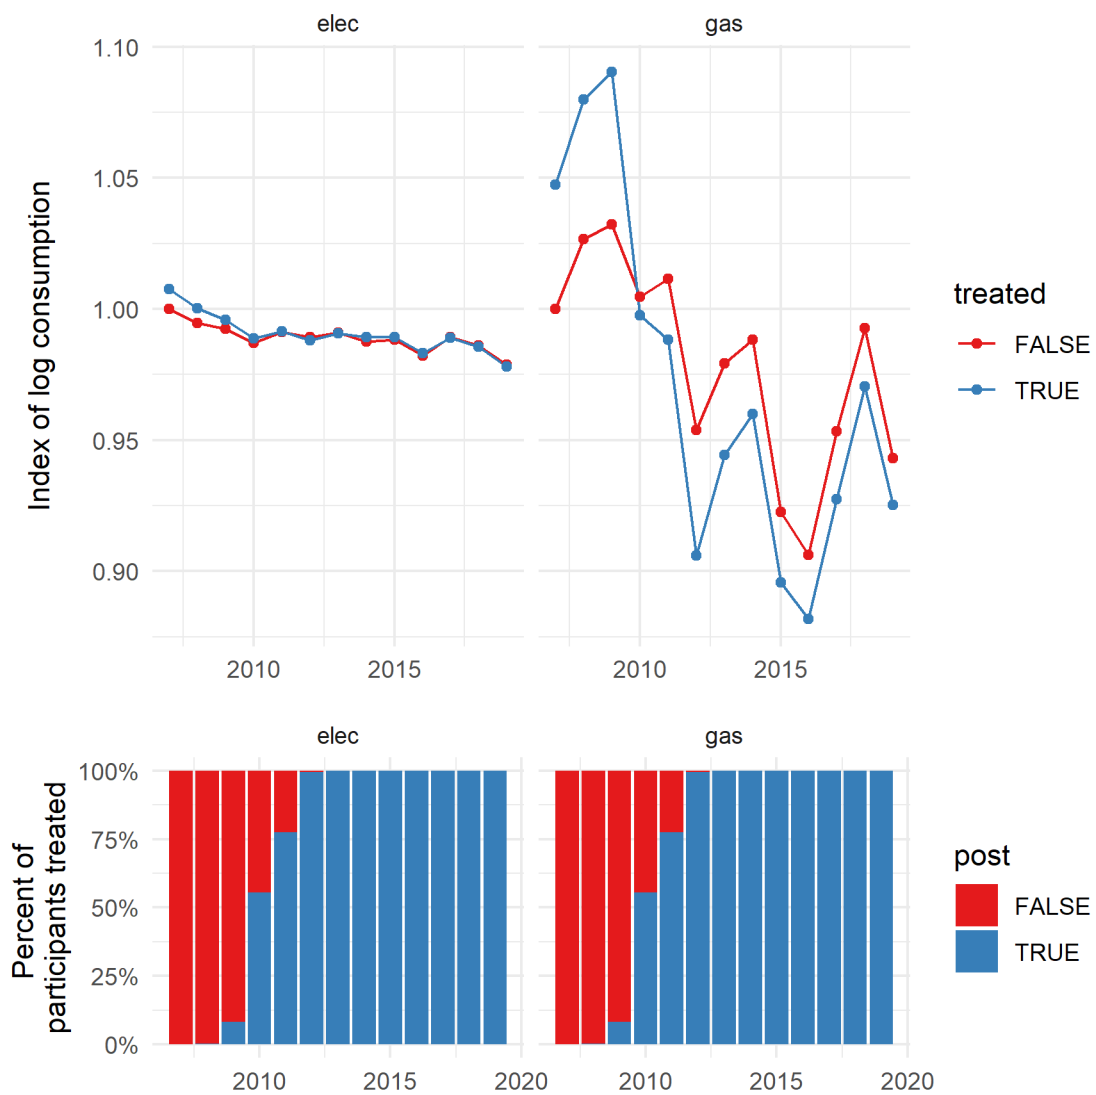 elec
gas
1.10
1.05
1.00
0.95
0.90
Index of log consumption
2010
2015
2010
2015
treated
FALSE
TRUE
elec
gas
100%
75%
50%
25%
0%
Percent of
participants treated
2010
2015
2020
2010
2015
2020
post
FALSE
TRUE